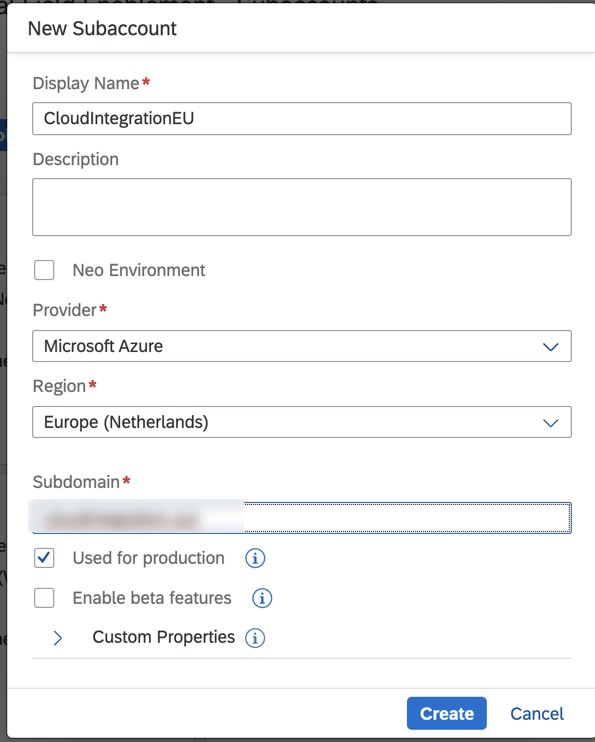 New Subaccount
Display Name*
CloudIntegrationEU
Description
Neo Environment
Provider*
Microsoft Azure
Region*
Europe (Netherlands)
Subdomain*
Used for production
Enable beta features
Custom Properties
Create Cancel